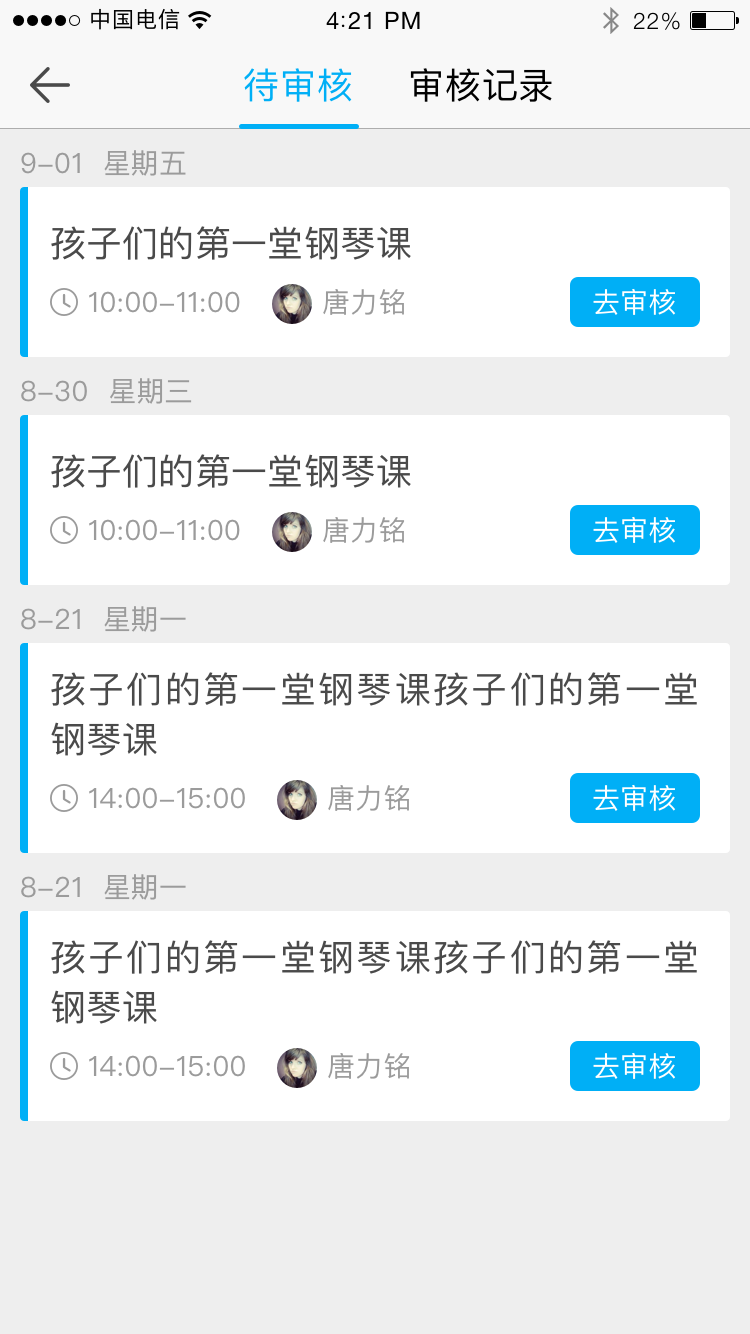 中国电信 4:21 PM 22%
待审核 审核记录
9-01 星期五
孩子们的第一堂钢琴课
10:00-11:00 唐力铭 去审核
8-30 星期三
孩子们的第一堂钢琴课
10:00-11:00 唐力铭 去审核
8-21 星期一
孩子们的第一堂钢琴课孩子们的第一堂
钢琴课
14:00-15:00 唐力铭 去审核
8-21 星期一
孩子们的第一堂钢琴课孩子们的第一堂
钢琴课
14:00-15:00 唐力铭 去审核